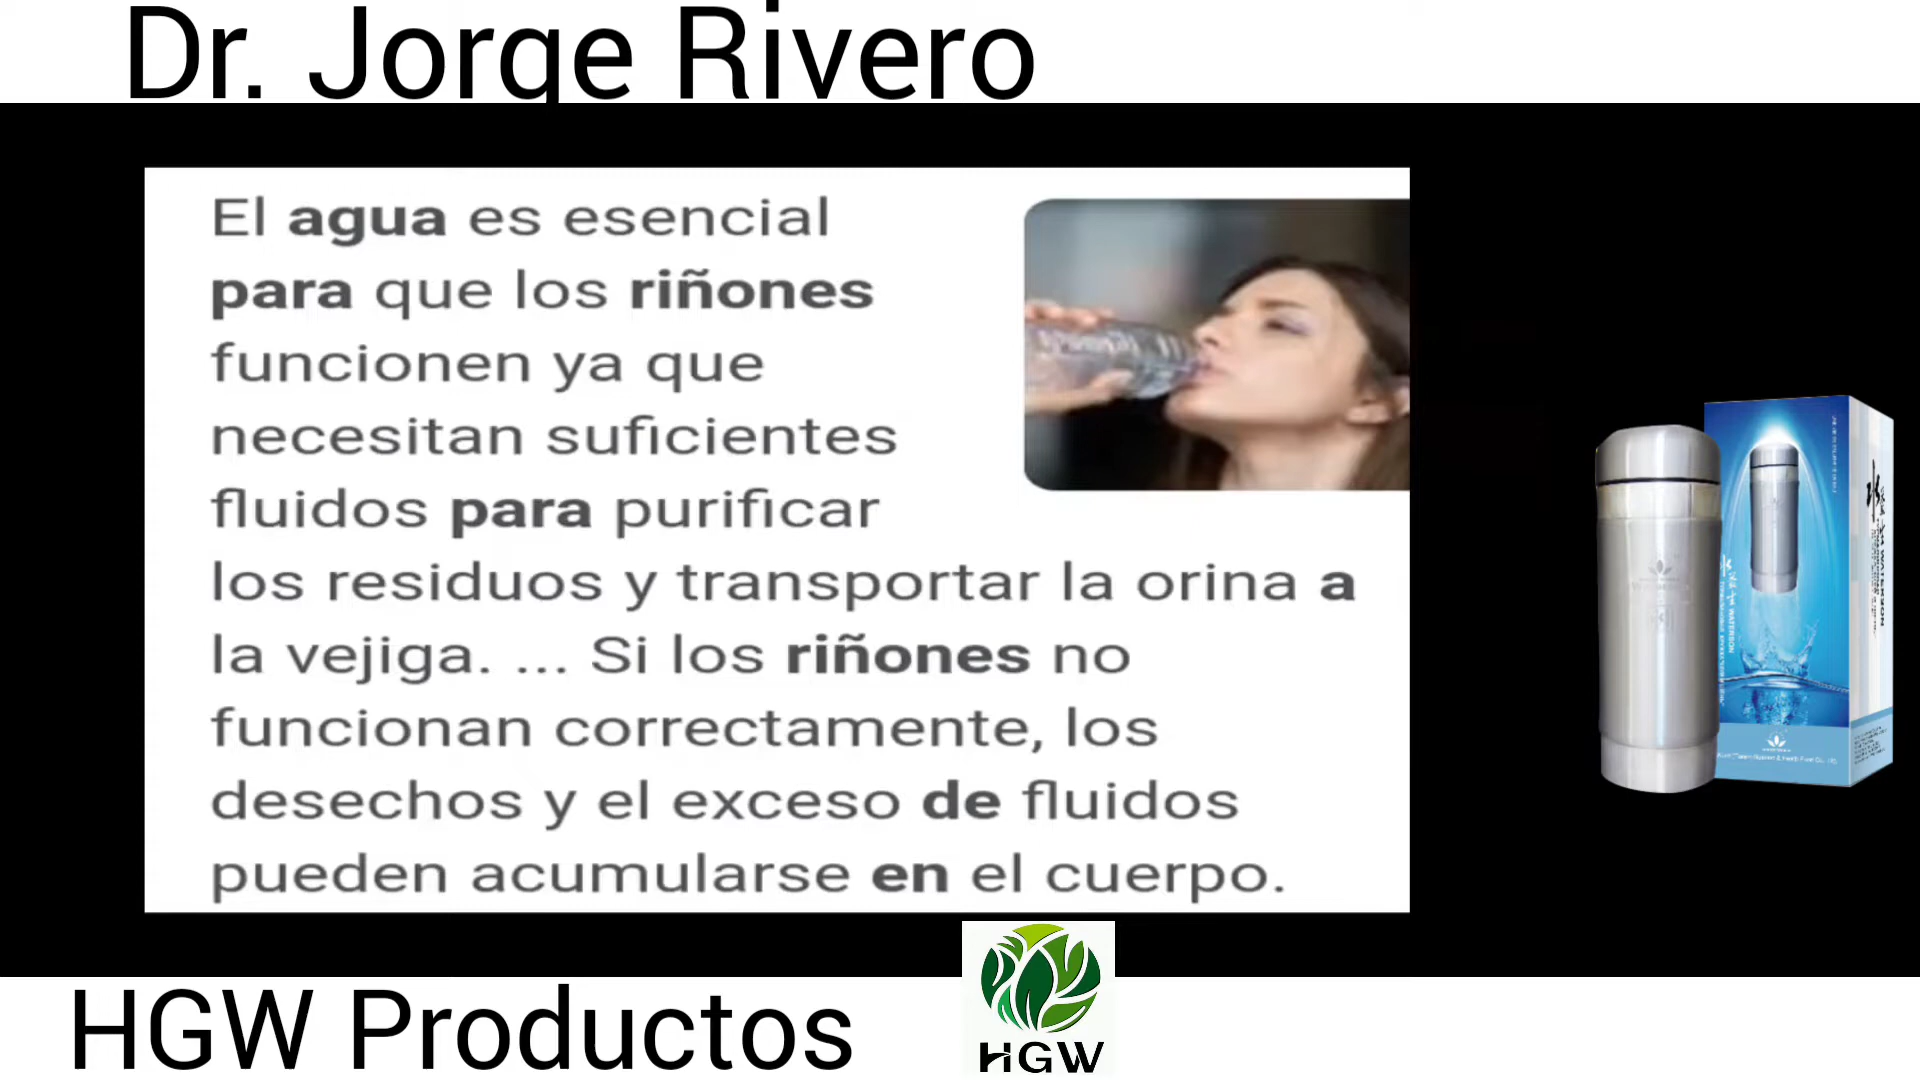 Dr. Jorge Rivero
El agua es esencial
para que los riñones
funcionen ya que
necesitan suficientes
fluidos para purificar
los residuos y transportar la orina a
la vejiga. ... Si los riñones no
funcionan correctamente, los
desechos y el exceso de fluidos
pueden acumularse en el cuerpo.
HGW Productos
HGW